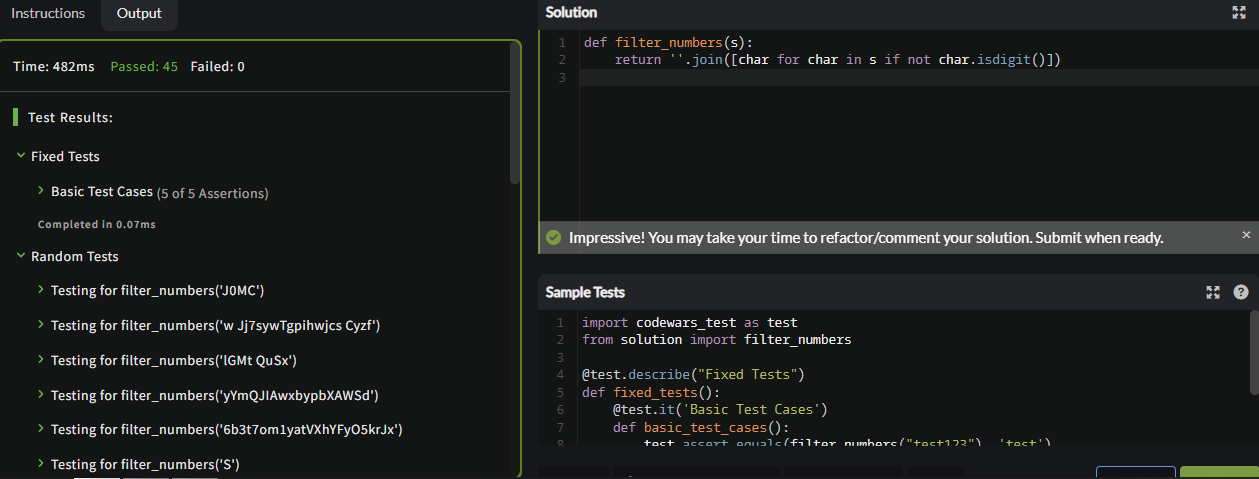 Instructions
Output
Time: 482ms Passed: 45 Failed: 0
Test Results:
Fixed Tests
Basic Test Cases (5 of 5 Assertions)
Completed in 0.07ms
Random Tests
Testing for filter_numbers('J0MC')
Testing for filter_numbers('w Jj7sywTgpihwjcs Cyzf')
Testing for filter_numbers('lGMt QuSx')
Testing for filter_numbers('yYmQJIAwxbypbXAWSd')
Testing for filter_numbers('6b3t7om1yatVXhYFyO5krJx')
Testing for filter_numbers('S')
Solution
1 def filter_numbers(s):
2     return ''.join([char for char in s if not char.isdigit()])
3
Impressive! You may take your time to refactor/comment your solution. Submit when ready. ×
Sample Tests
?
1 import codewars_test as test
2 from solution import filter_numbers
3
4 @test.describe("Fixed Tests")
5 def fixed_tests():
6     @test.it('Basic Test Cases')
7     def basic_test_cases():
8         test.assert_equals(filter_numbers("test123"), 'test')